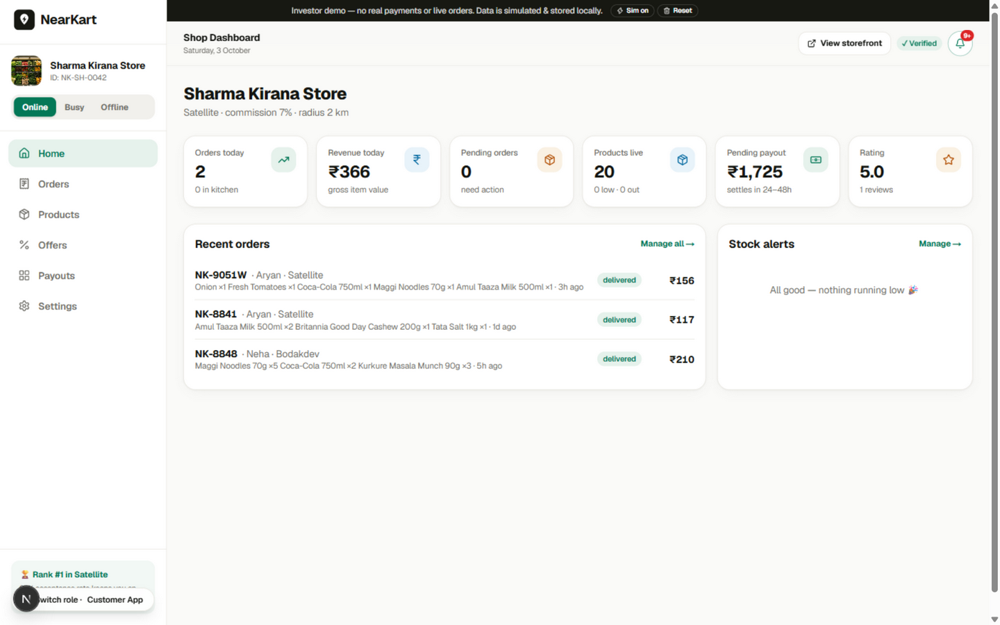 NearKart
Investor demo — no real payments or live orders. Data is simulated & stored locally.
Sim on
Reset
Sharma Kirana Store
ID: NK-SH-0042
Online
Busy
Offline
Home
Orders
Products
Offers
Payouts
Settings
Rank #1 in Satellite
N
witch role · Customer App
Shop Dashboard
Saturday, 3 October
View storefront
✓ Verified
9+
Sharma Kirana Store
Satellite · commission 7% · radius 2 km
Orders today
2
0 in kitchen
Revenue today
₹366
gross item value
₹
Pending orders
0
need action
Products live
20
0 low · 0 out
Pending payout
₹1,725
settles in 24–48h
Rating
5.0
1 reviews
Recent orders
Manage all →
NK-9051W · Aryan · Satellite
Onion ×1 Fresh Tomatoes ×1 Coca-Cola 750ml ×1 Maggi Noodles 70g ×1 Amul Taaza Milk 500ml ×1 · 3h ago
delivered
₹156
NK-8841 · Aryan · Satellite
Amul Taaza Milk 500ml ×2 Britannia Good Day Cashew 200g ×1 Tata Salt 1kg ×1 · 1d ago
delivered
₹117
NK-8848 · Neha · Bodakdev
Maggi Noodles 70g ×5 Coca-Cola 750ml ×2 Kurkure Masala Munch 90g ×3 · 5h ago
delivered
₹210
Stock alerts
Manage →
All good — nothing running low 🎉